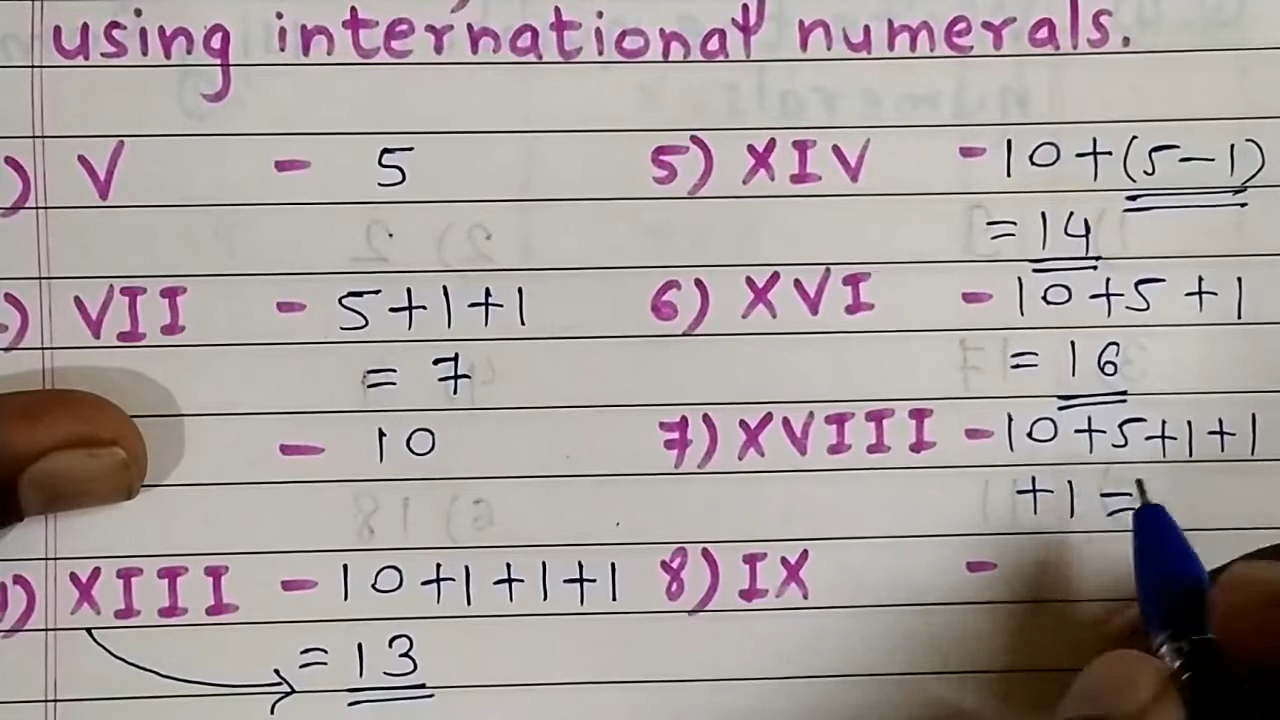 using international numerals.
) V - 5
) VII - 5+1+1
= 7
- 10
) XIII - 10+1+1+1
= 13
5) XIV - 10+(5-1)
= 14
6) XVI - 10+5+1
= 16
7) XVIII - 10+5+1+1
+1 =
8) IX -